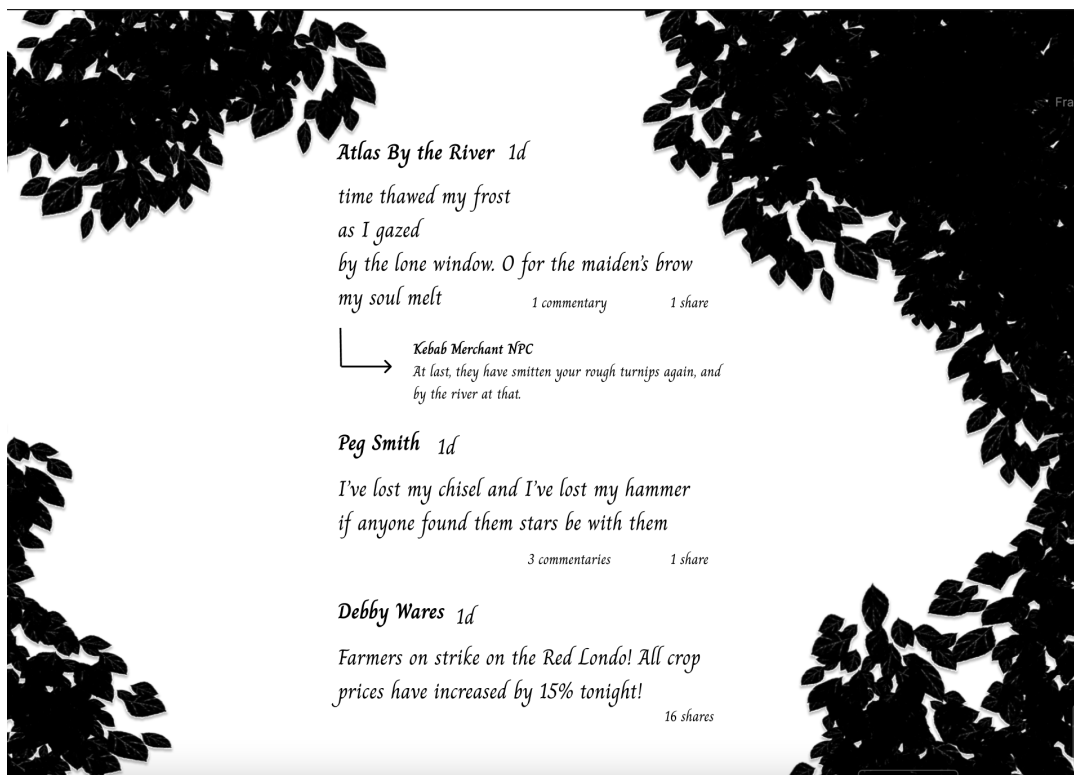 Atlas By the River 1d
time thawed my frost
as I gazed
by the lone window. O for the maiden's brow
my soul melt
1 commentary 1 share
Kebab Merchant NPC
At last, they have smitten your rough turnips again, and
by the river at that.
Peg Smith 1d
I've lost my chisel and I've lost my hammer
if anyone found them stars be with them
3 commentaries 1 share
Debby Wares 1d
Farmers on strike on the Red Londo! All crop
prices have increased by 15% tonight!
16 shares